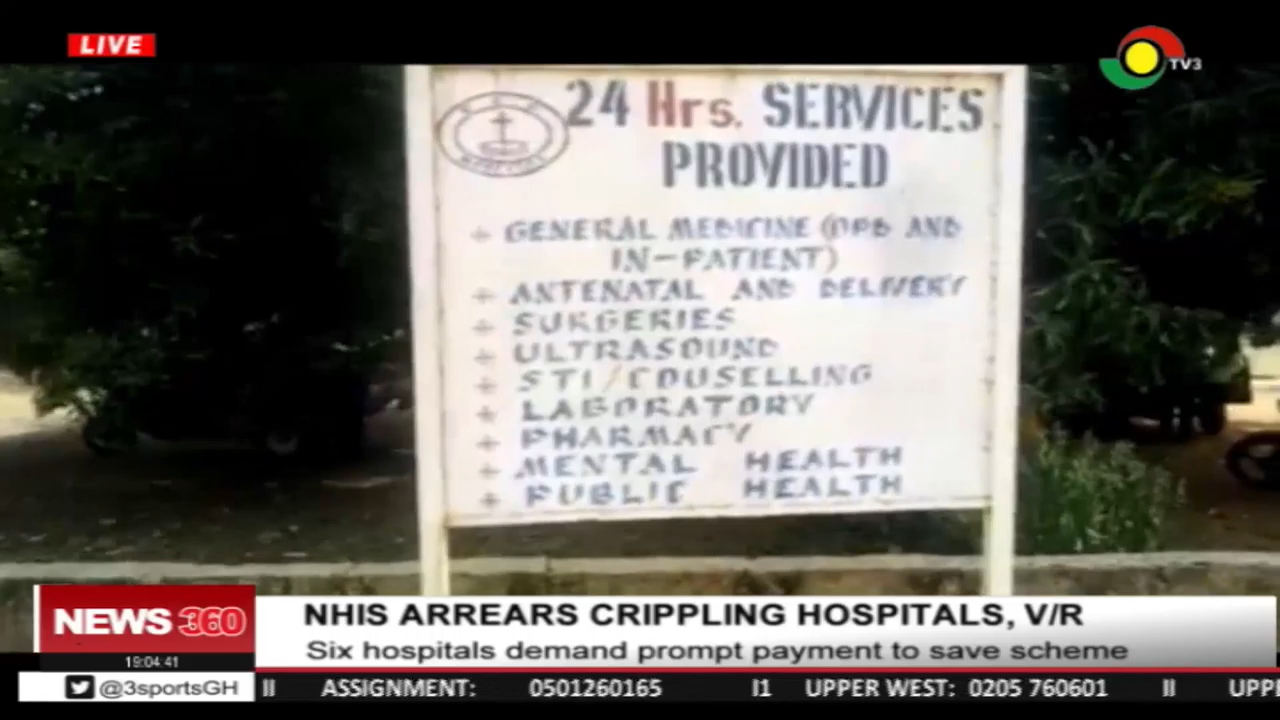 LIVE
TV3
24 Hrs. SERVICES
PROVIDED
+ GENERAL MEDICINE (OPD AND
IN-PATIENT)
+ ANTENATAL AND DELIVERY
+ SURGERIES
+ ULTRASOUND
+ STI/COUSELLING
+ LABORATORY
+ PHARMACY
+ MENTAL HEALTH
+ PUBLIC HEALTH
NEWS 360
NHIS ARREARS CRIPPLING HOSPITALS, V/R
Six hospitals demand prompt payment to save scheme
19:04:41
@3sportsGH || ASSIGNMENT: 0501260165 I1 UPPER WEST: 0205 760601 || UPP